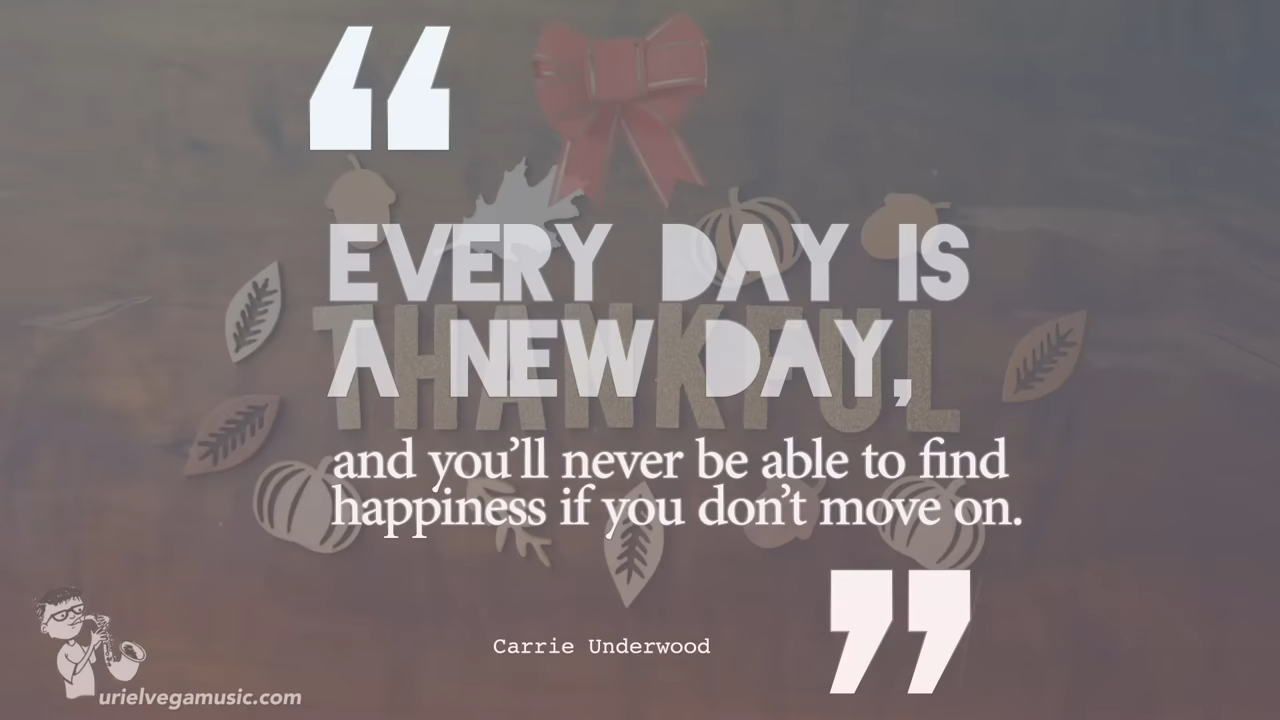 “
EVERY DAY IS
THANKFUL
A NEW DAY,
and you’ll never be able to find
happiness if you don’t move on.
”
Carrie Underwood
urielvegamusic.com